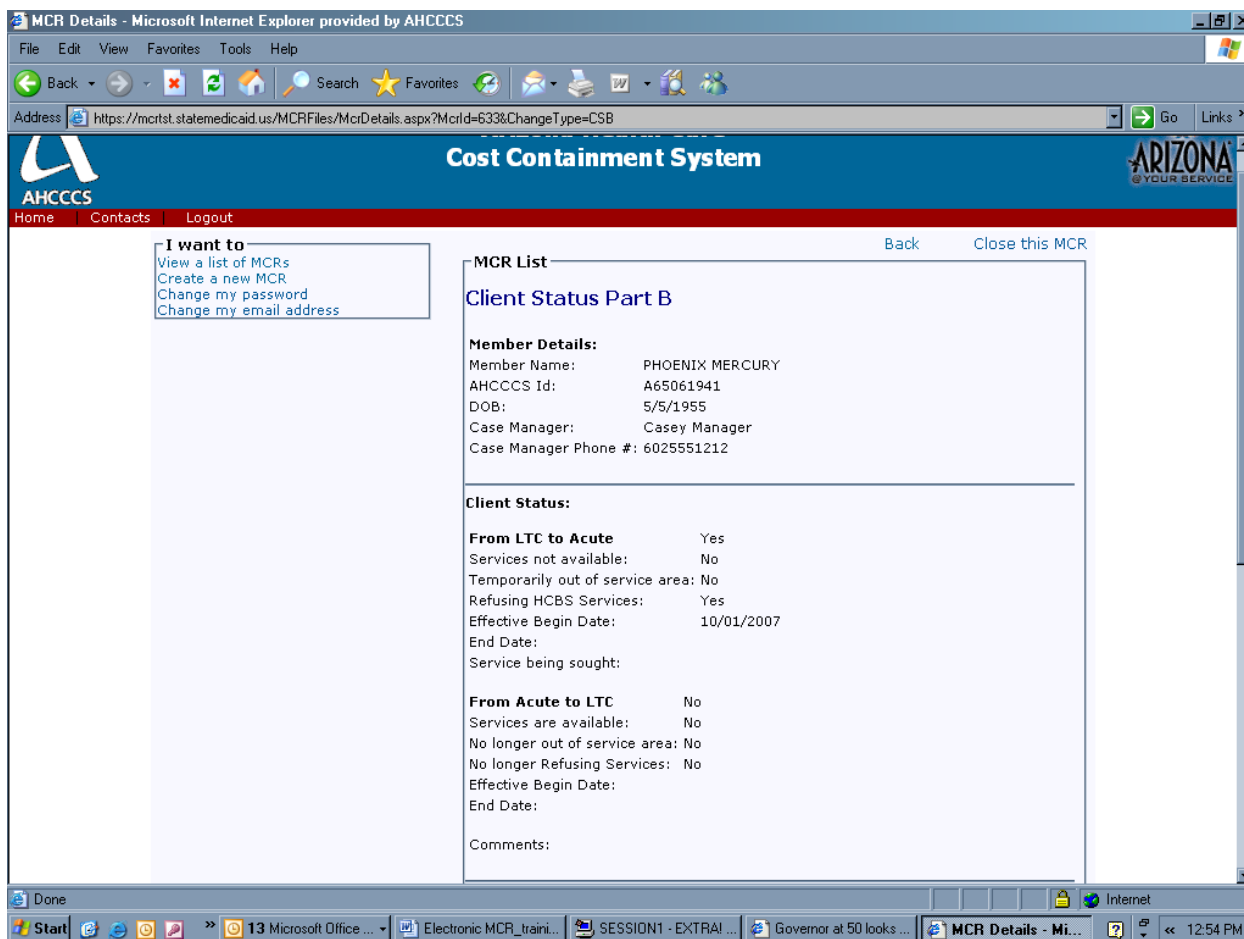 MCR Details - Microsoft Internet Explorer provided by AHCCCS
File Edit View Favorites Tools Help
Back Search Favorites
Address https://mcrtst.statemedicaid.us/MCRFiles/McrDetails.aspx?McrId=633&ChangeType=CSB Go Links »
Cost Containment System
AHCCCS
ARIZONA
@YOUR SERVICE
Home Contacts Logout
I want to
View a list of MCRs
Create a new MCR
Change my password
Change my email address
Back Close this MCR
MCR List
Client Status Part B
Member Details:
Member Name: PHOENIX MERCURY
AHCCCS Id: A65061941
DOB: 5/5/1955
Case Manager: Casey Manager
Case Manager Phone #: 6025551212
Client Status:
From LTC to Acute Yes
Services not available: No
Temporarily out of service area: No
Refusing HCBS Services: Yes
Effective Begin Date: 10/01/2007
End Date:
Service being sought:
From Acute to LTC No
Services are available: No
No longer out of service area: No
No longer Refusing Services: No
Effective Begin Date:
End Date:
Comments:
Done Internet
Start » 13 Microsoft Office ... Electronic MCR_traini... SESSION1 - EXTRA! ... Governor at 50 looks ... MCR Details - Mi... « 12:54 PM